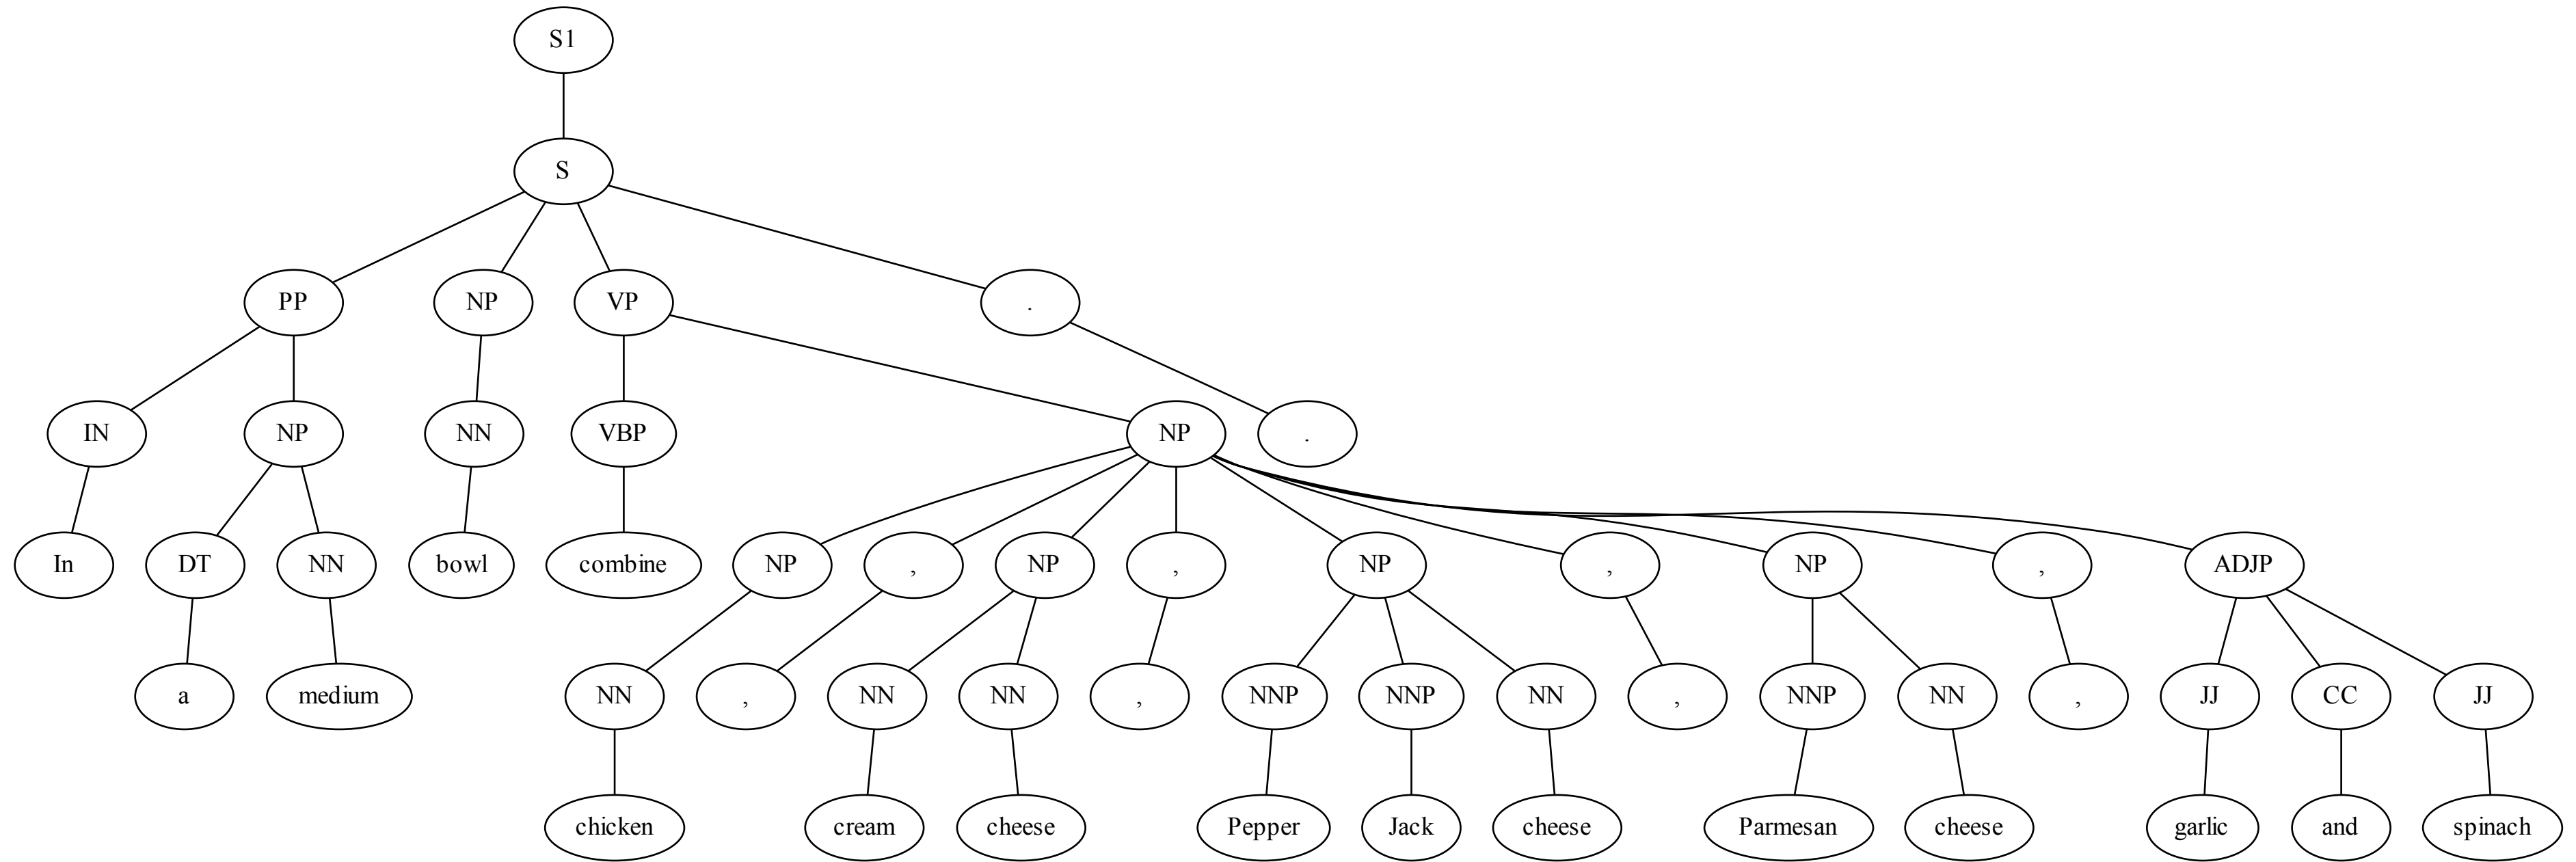 S1
S
PP NP VP .
IN NP NN VBP NP .
In DT NN bowl combine NP , NP , NP , NP , ADJP
a medium NN , NN NN , NNP NNP NN , NNP NN , JJ CC JJ
chicken cream cheese Pepper Jack cheese Parmesan cheese garlic and spinach